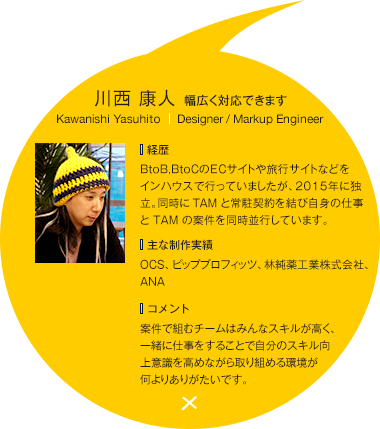 川西 康人 幅広く対応できます
Kawanishi Yasuhito | Designer / Markup Engineer
経歴
BtoB,BtoCのECサイトや旅行サイトなどを
インハウスで行っていましたが、2015年に独
立。同時に TAM と常駐契約を結び自身の仕事
と TAM の案件を同時並行しています。
主な制作実績
OCS、ピップフィッツ、林純薬工業株式会社、
ANA
コメント
案件で組むチームはみんなスキルが高く、
一緒に仕事をすることで自分のスキル向
上意識を高めながら取り組める環境が
何よりありがたいです。
×